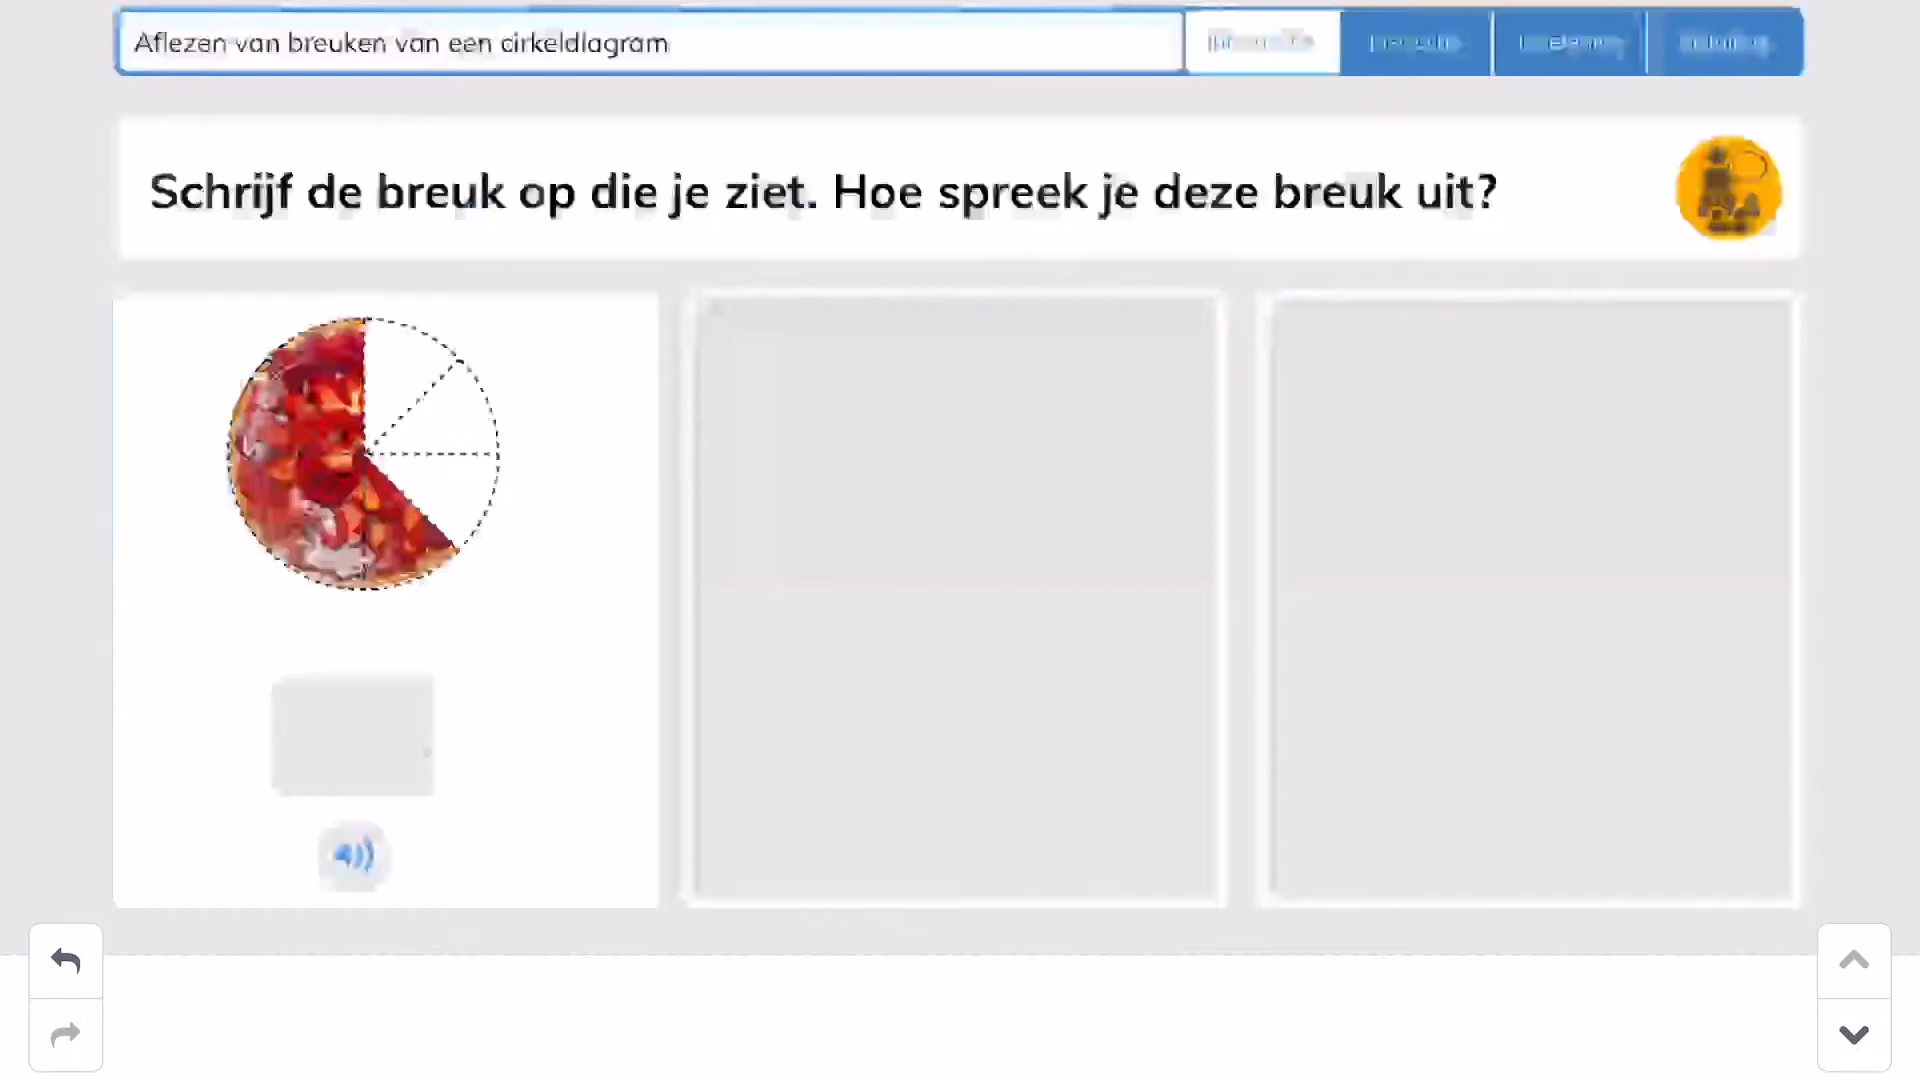 Aflezen van breuken van een cirkeldiagram
Schrijf de breuk op die je ziet. Hoe spreek je deze breuk uit?